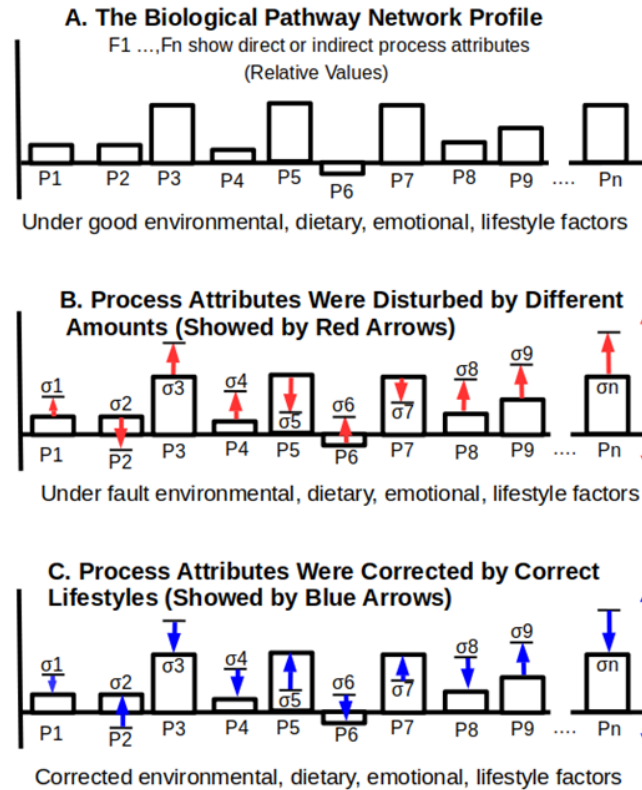 A. The Biological Pathway Network Profile
F1 ...,Fn show direct or indirect process attributes
(Relative Values)
P1 P2 P3 P4 P5 P6 P7 P8 P9 .... Pn
Under good environmental, dietary, emotional, lifestyle factors
B. Process Attributes Were Disturbed by Different
Amounts (Showed by Red Arrows)
σ1 σ2 σ3 σ4 σ5 σ6 σ7 σ8 σ9 σn
P1 P2 P3 P4 P5 P6 P7 P8 P9 .... Pn
Under fault environmental, dietary, emotional, lifestyle factors
C. Process Attributes Were Corrected by Correct
Lifestyles (Showed by Blue Arrows)
σ1 σ2 σ3 σ4 σ5 σ6 σ7 σ8 σ9 σn
P1 P2 P3 P4 P5 P6 P7 P8 P9 .... Pn
Corrected environmental, dietary, emotional, lifestyle factors